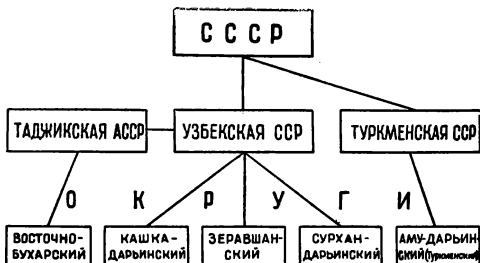 СССР
ТАДЖИКСКАЯ АССР
УЗБЕКСКАЯ ССР
ТУРКМЕНСКАЯ ССР
ОКРУГИ
ВОСТОЧНО-
БУХАРСКИЙ
КАШКА-
ДАРЬИНСКИЙ
ЗЕРАВШАН-
СКИЙ
СУРХАН-
ДАРЬИНСКИЙ
АМУ-ДАРЬИН-
СКИЙ (Туркменский)